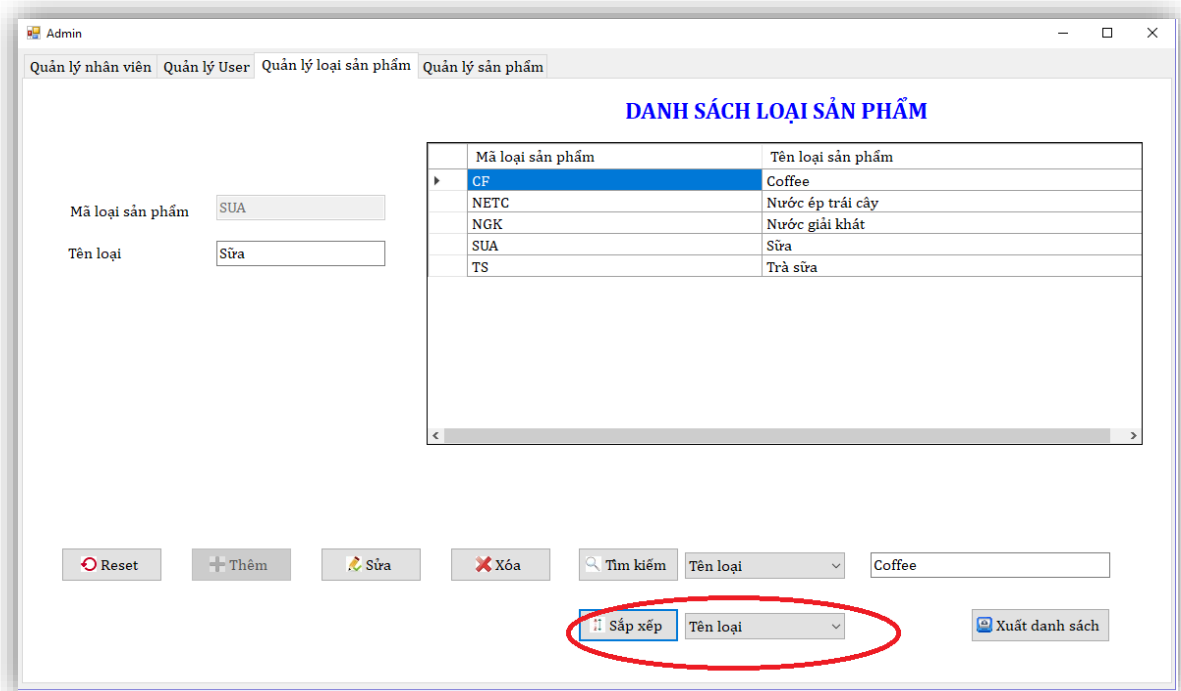 Admin
Quản lý nhân viên Quản lý User Quản lý loại sản phẩm Quản lý sản phẩm
DANH SÁCH LOẠI SẢN PHẨM
Mã loại sản phẩm Tên loại sản phẩm
CF Coffee
NETC Nước ép trái cây
NGK Nước giải khát
SUA Sữa
TS Trà sữa
Mã loại sản phẩm SUA
Tên loại Sữa
Reset Thêm Sửa Xóa Tìm kiếm Tên loại Coffee
Sắp xếp Tên loại Xuất danh sách